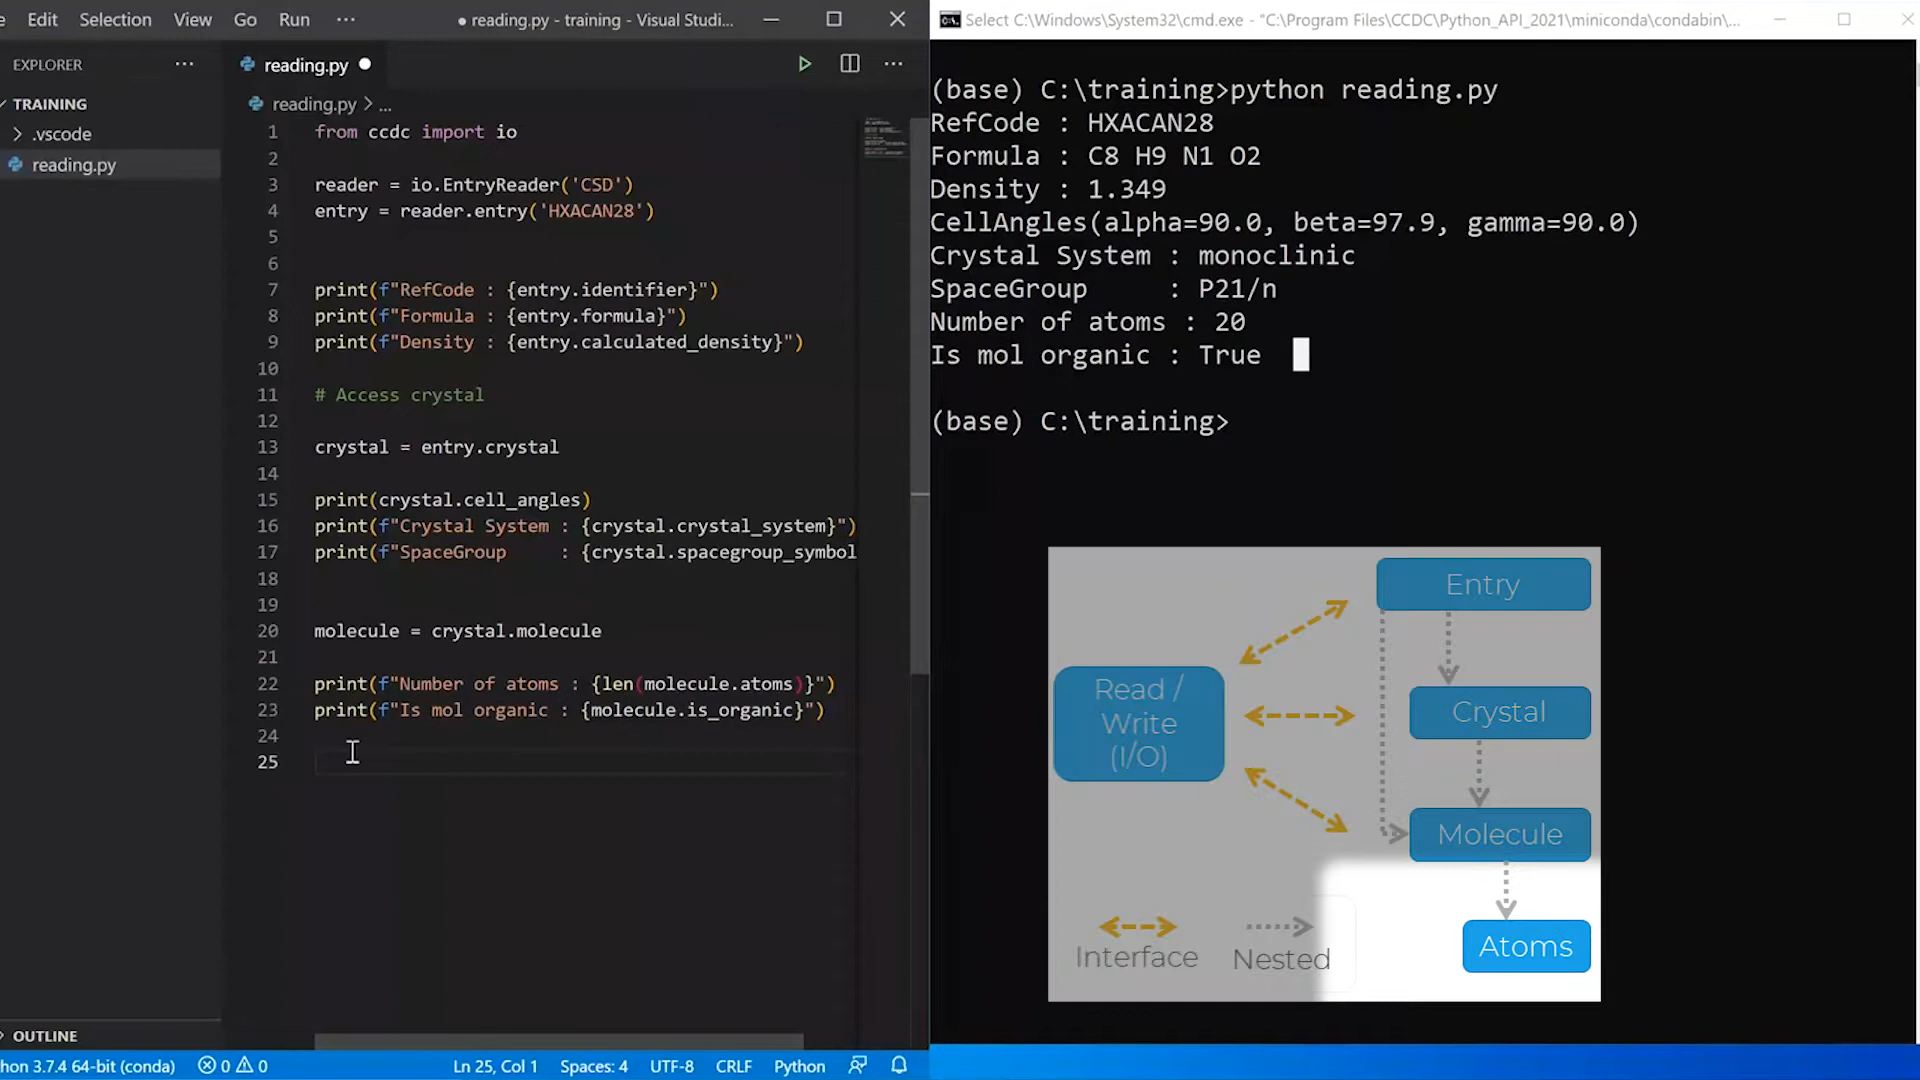 Edit Selection View Go Run ··· ● reading.py - training - Visual Studi...
EXPLORER ···
TRAINING
.vscode
reading.py
reading.py
reading.py > ...
1 from ccdc import io
2
3 reader = io.EntryReader('CSD')
4 entry = reader.entry('HXACAN28')
5
6
7 print(f"RefCode : {entry.identifier}")
8 print(f"Formula : {entry.formula}")
9 print(f"Density : {entry.calculated_density}")
10
11 # Access crystal
12
13 crystal = entry.crystal
14
15 print(crystal.cell_angles)
16 print(f"Crystal System : {crystal.crystal_system}")
17 print(f"SpaceGroup     : {crystal.spacegroup_symbol
18
19
20 molecule = crystal.molecule
21
22 print(f"Number of atoms : {len(molecule.atoms)}")
23 print(f"Is mol organic : {molecule.is_organic}")
24
25
OUTLINE
hon 3.7.4 64-bit (conda) 0 0 Ln 25, Col 1 Spaces: 4 UTF-8 CRLF Python
Select C:\Windows\System32\cmd.exe - "C:\Program Files\CCDC\Python_API_2021\miniconda\condabin\...
(base) C:\training>python reading.py
RefCode : HXACAN28
Formula : C8 H9 N1 O2
Density : 1.349
CellAngles(alpha=90.0, beta=97.9, gamma=90.0)
Crystal System : monoclinic
SpaceGroup     : P21/n
Number of atoms : 20
Is mol organic : True
(base) C:\training>
Entry
Read /
Write
(I/O)
Crystal
Molecule
Atoms
Interface
Nested